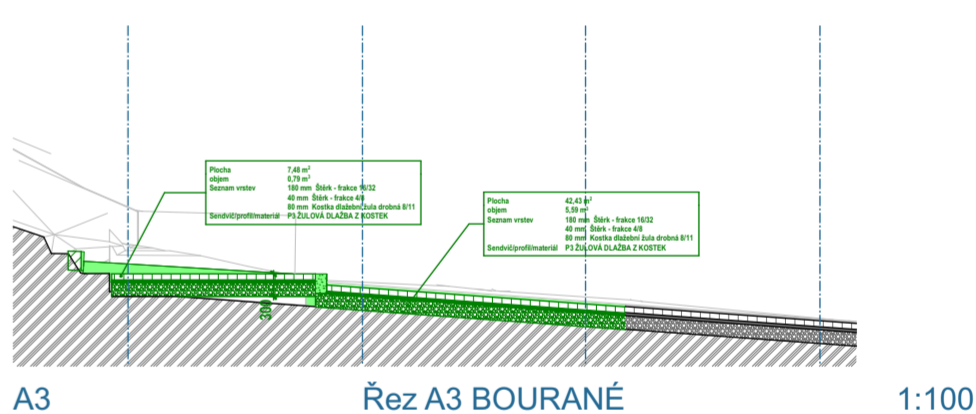 Plocha 7,48 m²
objem 0,79 m³
Seznam vrstev 180 mm Štěrk - frakce 16/32
40 mm Štěrk - frakce 4/8
80 mm Kostka dlažební žula drobná 8/11
Sendvič/profil/materiál P3 ŽULOVÁ DLAŽBA Z KOSTEK
Plocha 42,43 m²
objem 5,59 m³
Seznam vrstev 180 mm Štěrk - frakce 16/32
40 mm Štěrk - frakce 4/8
80 mm Kostka dlažební žula drobná 8/11
Sendvič/profil/materiál P3 ŽULOVÁ DLAŽBA Z KOSTEK
300
A3 Řez A3 BOURANÉ 1:100